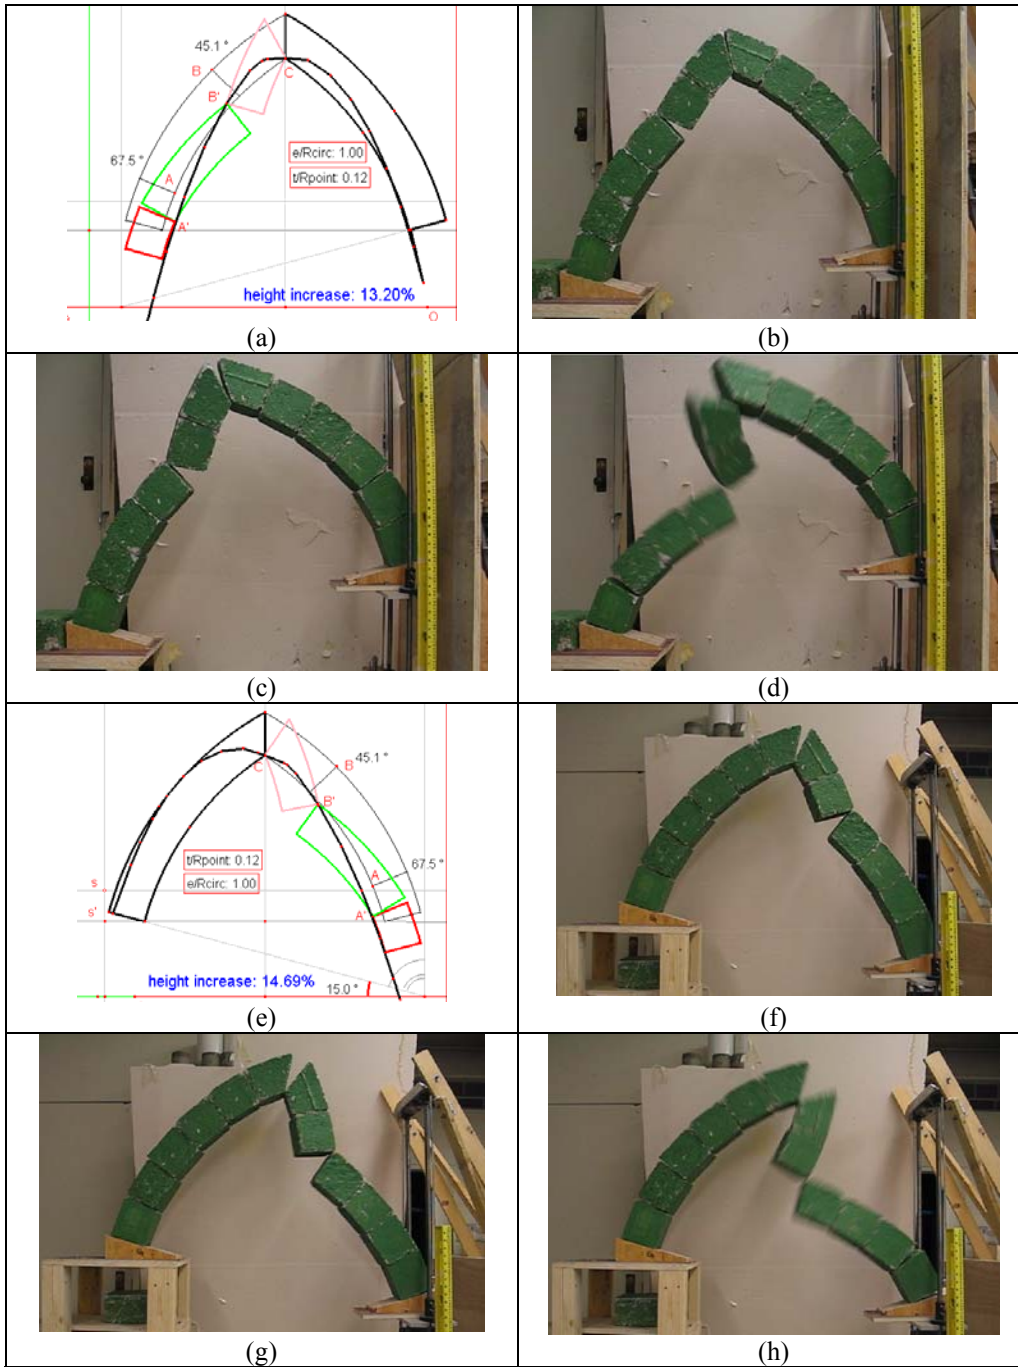 45.1 °
B
B'
C
67.5 °
A
A'
e/Rcirc: 1.00
t/Rpoint: 0.12
height increase: 13.20%
O
(a)
(b)
(c)
(d)
45.1 °
B
C
B'
67.5 °
A
A'
t/Rpoint: 0.12
e/Rcirc: 1.00
s
s'
height increase: 14.69%
15.0 °
(e)
(f)
(g)
(h)